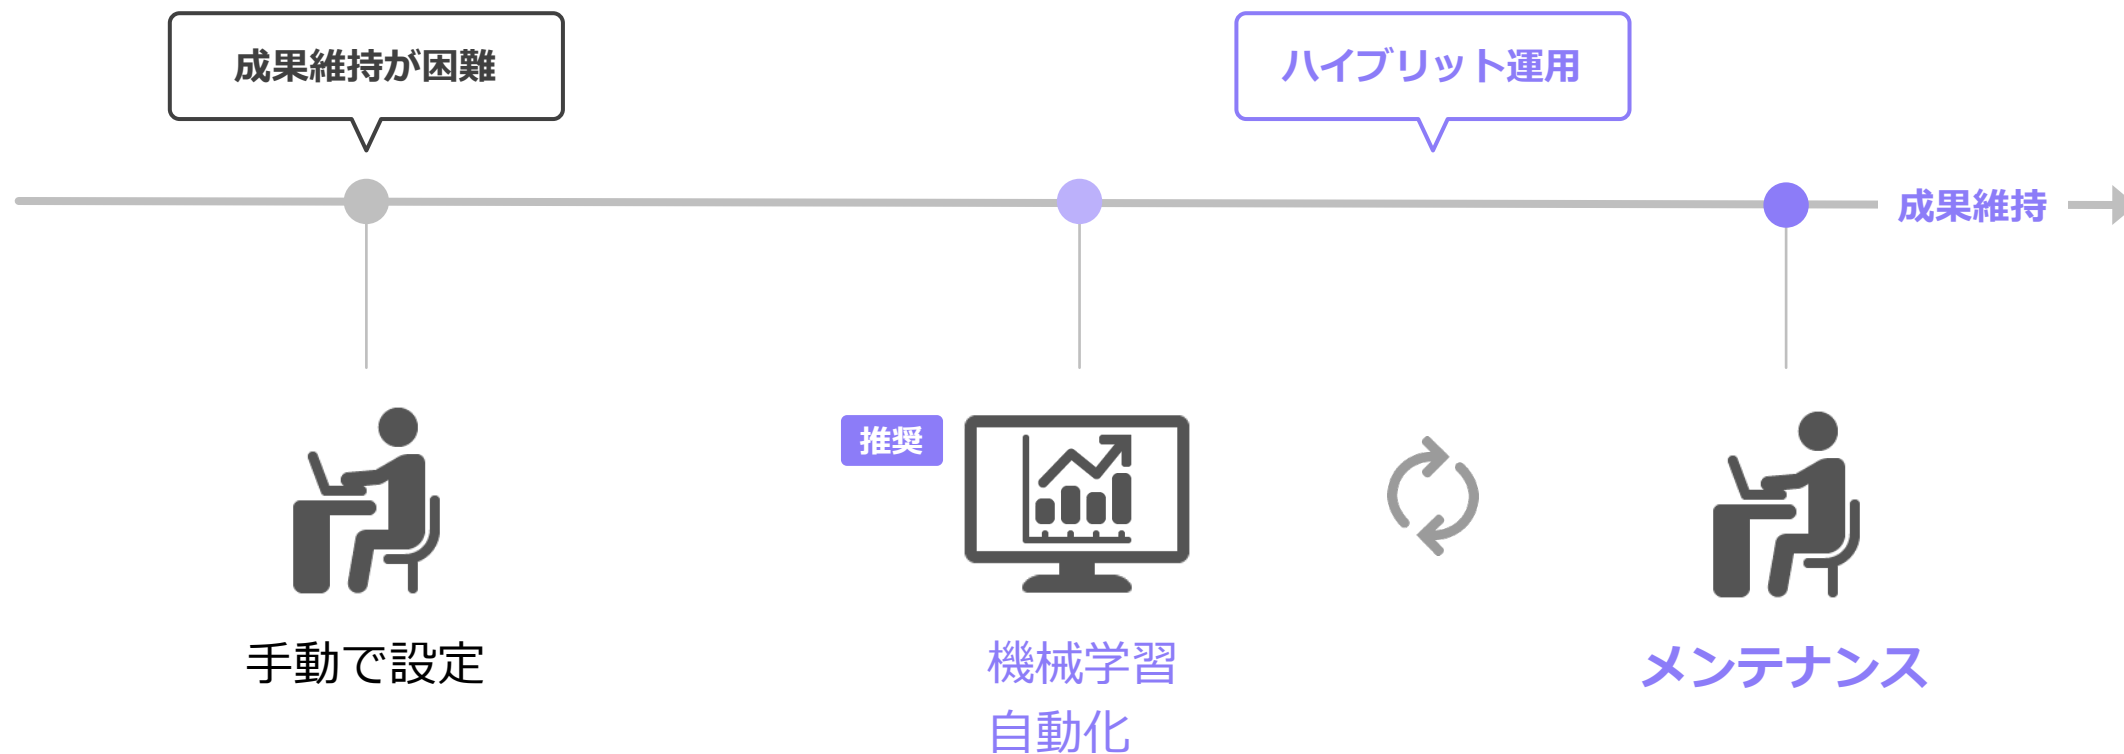 成果維持が困難
ハイブリット運用
成果維持
推奨
手動で設定
機械学習
自動化
メンテナンス